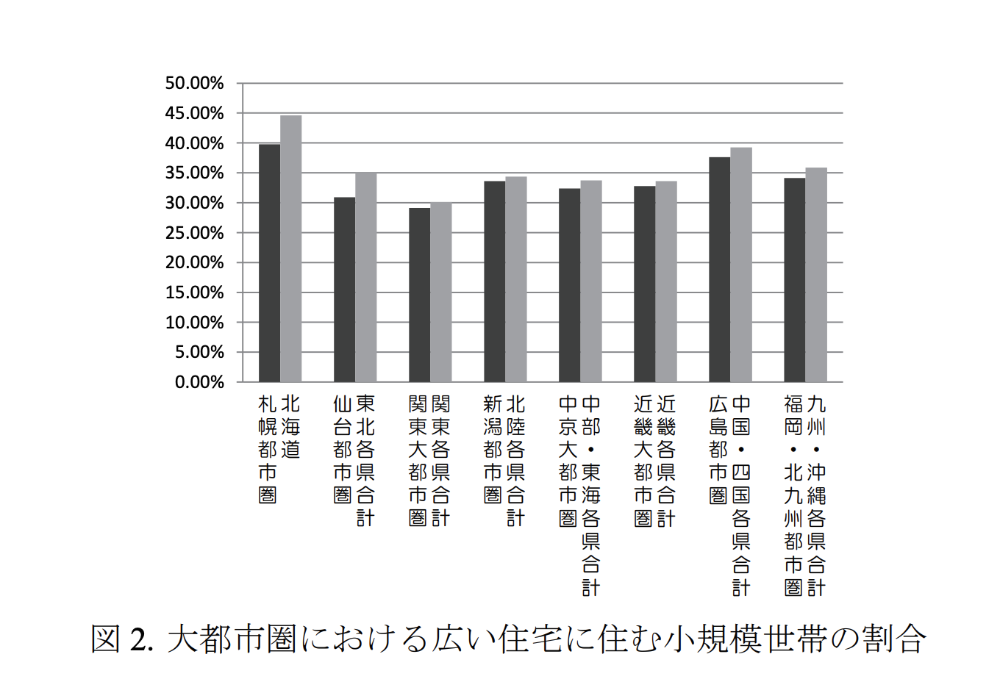 50.00%
45.00%
40.00%
35.00%
30.00%
25.00%
20.00%
15.00%
10.00%
5.00%
0.00%
札幌都市圏
北海道
仙台都市圏
東北各県合計
関東大都市圏
関東各県合計
新潟都市圏
北陸各県合計
中京大都市圏
中部・東海各県合計
近畿大都市圏
近畿各県合計
広島都市圏
中国・四国各県合計
福岡・北九州都市圏
九州・沖縄各県合計
図 2. 大都市圏における広い住宅に住む小規模世帯の割合